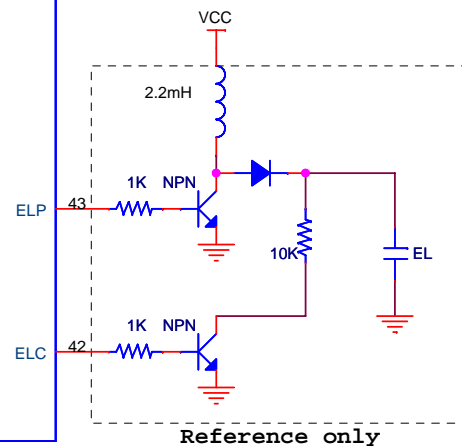 VCC
2.2mH
1K NPN
ELP 43
10K EL
1K NPN
ELC 42
Reference only